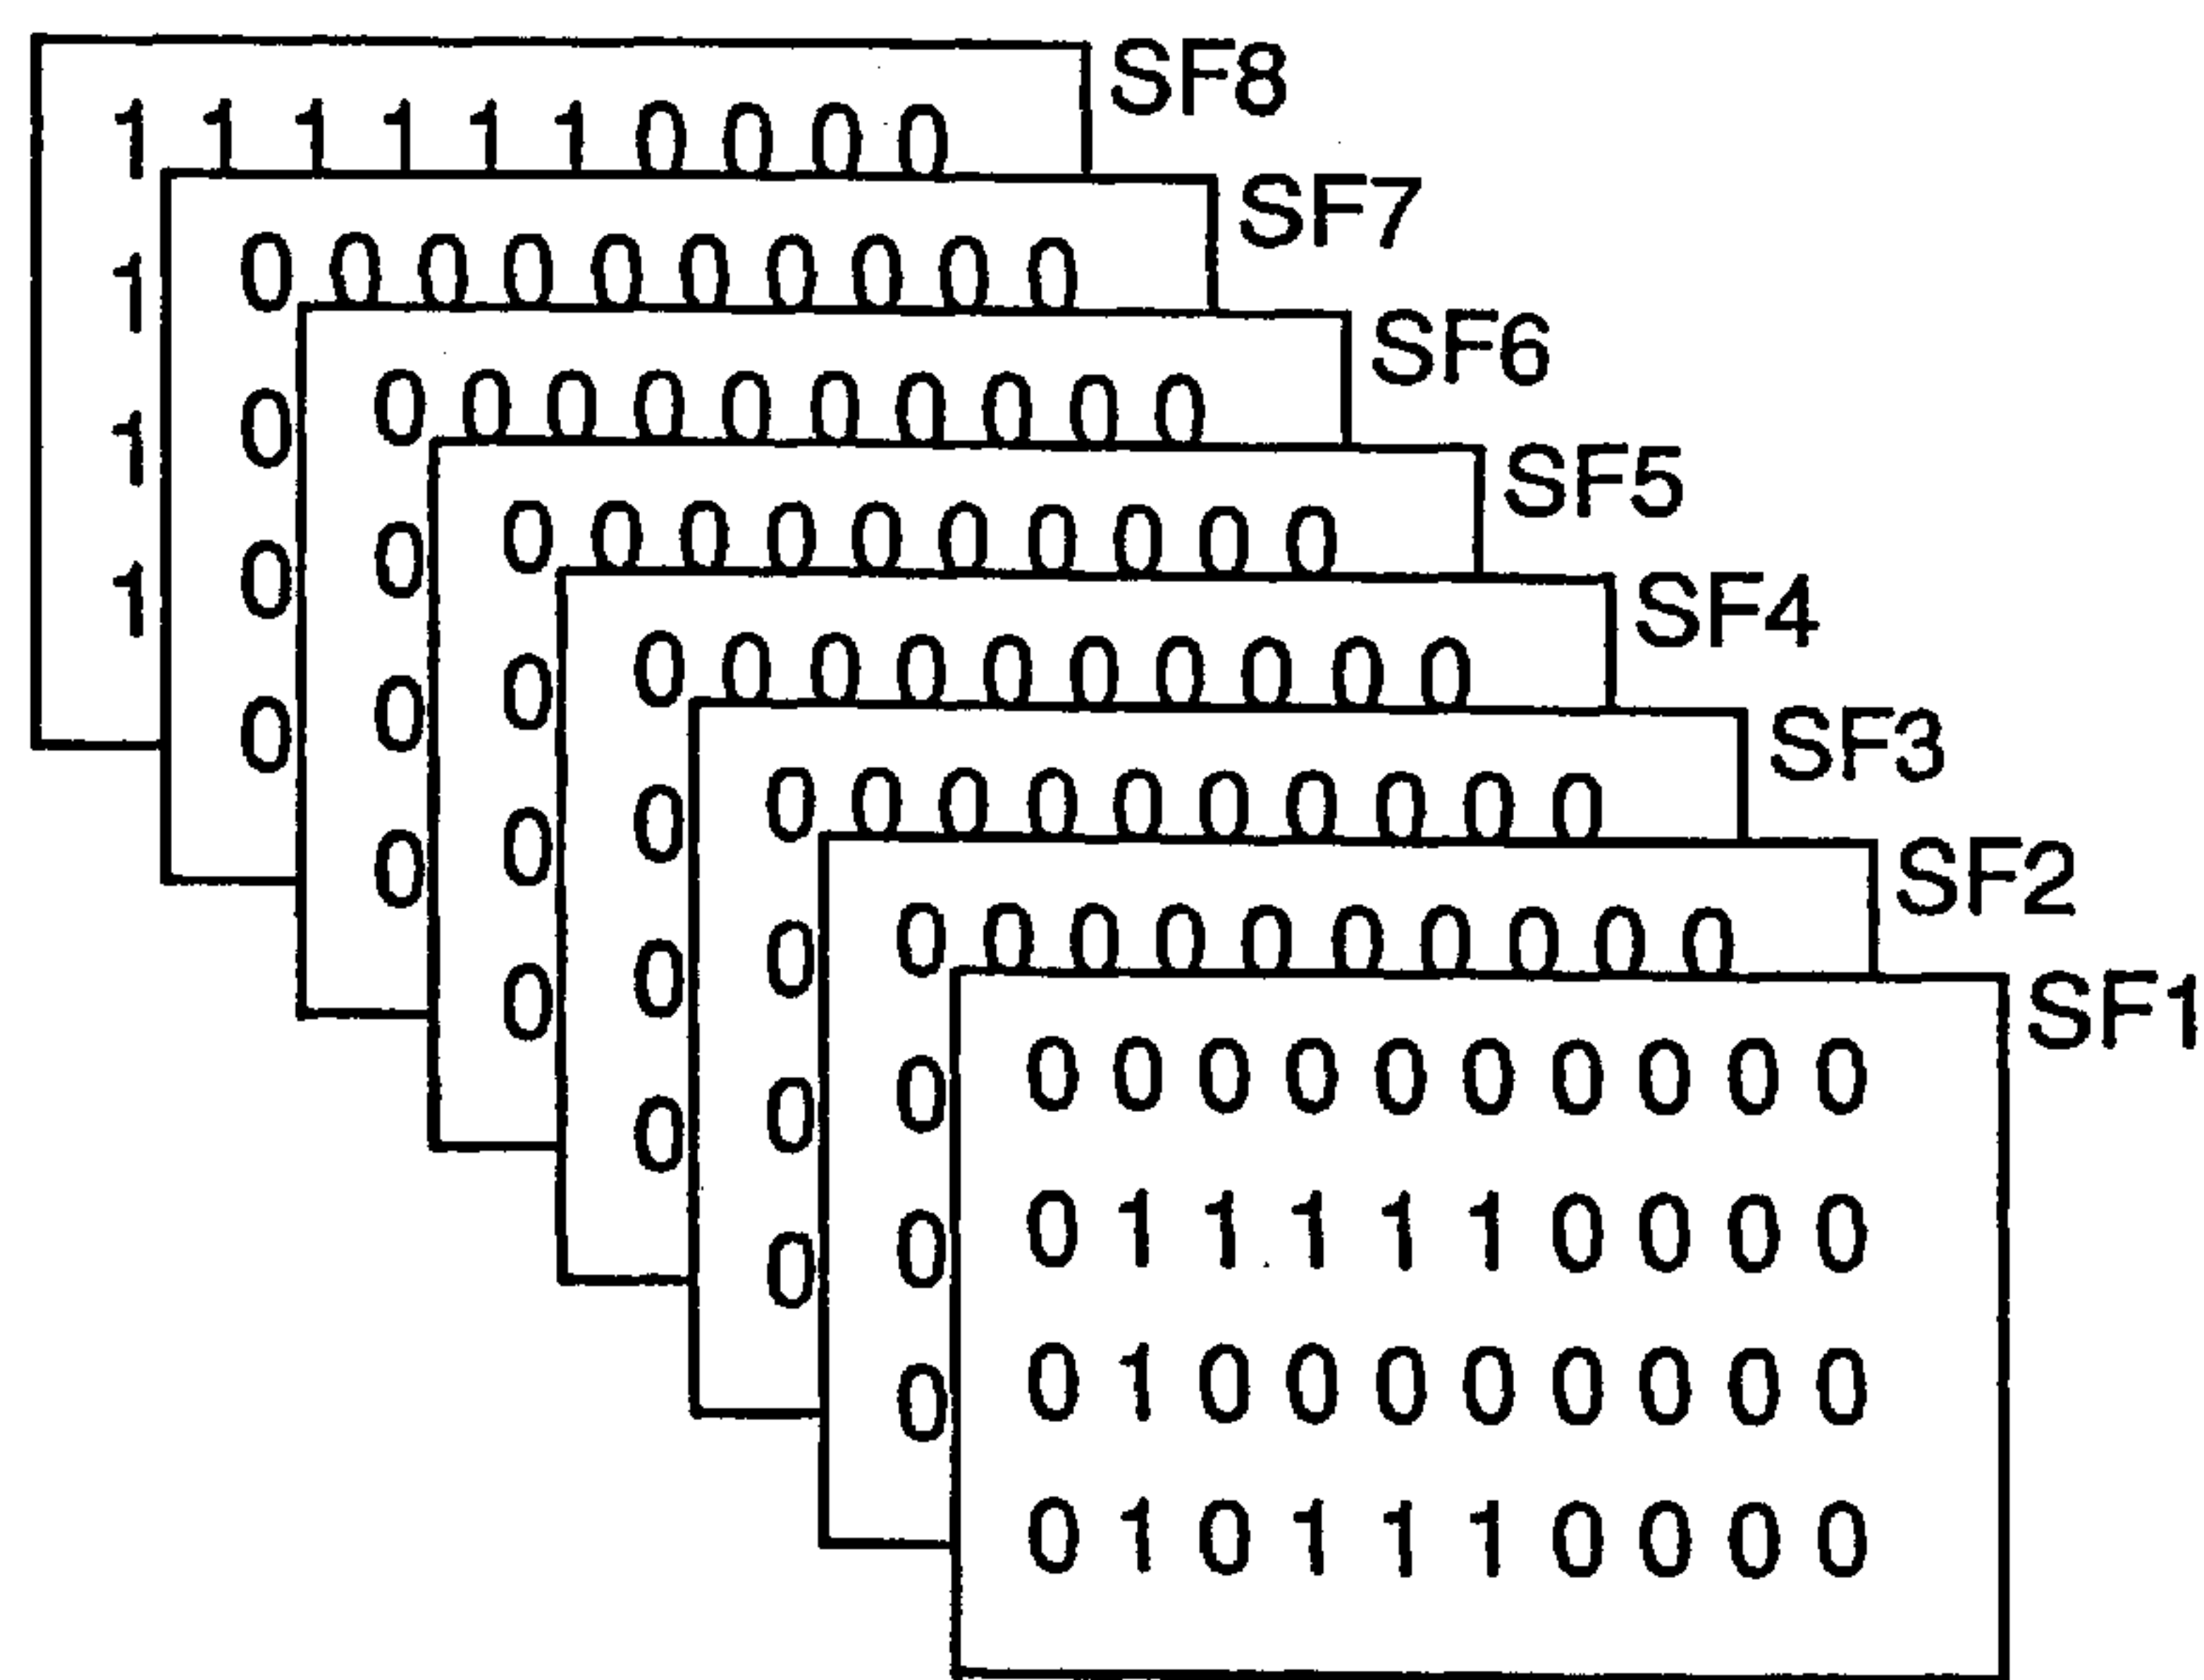 SF8
1 1 1 1 1 1 0 0 0 0
SF7
1 0 0 0 0 0 0 0 0 0 0
SF6
1 0 0 0 0 0 0 0 0 0 0 0
SF5
1 0 0 0 0 0 0 0 0 0 0 0 0
SF4
0 0 0 0 0 0 0 0 0 0 0 0 0
SF3
0 0 0 0 0 0 0 0 0 0 0 0 0
SF2
0 0 0 0 0 0 0 0 0 0 0 0 0
SF1
0 0 0 0 0 0 0 0 0 0 0 0 0
0 0 0 1 1 1 1 1 0 0 0 0
0 0 1 0 0 0 0 0 0 0 0
0 1 0 1 1 1 0 0 0 0